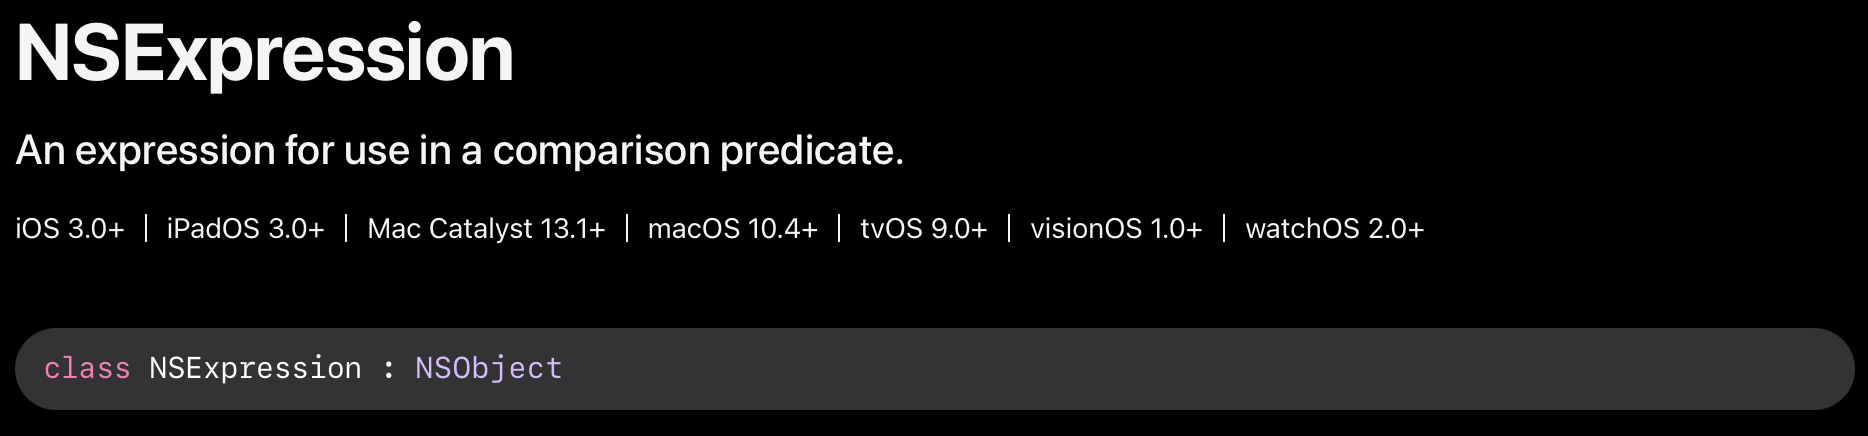 NSExpression
An expression for use in a comparison predicate.
iOS 3.0+ | iPadOS 3.0+ | Mac Catalyst 13.1+ | macOS 10.4+ | tvOS 9.0+ | visionOS 1.0+ | watchOS 2.0+
class NSExpression : NSObject